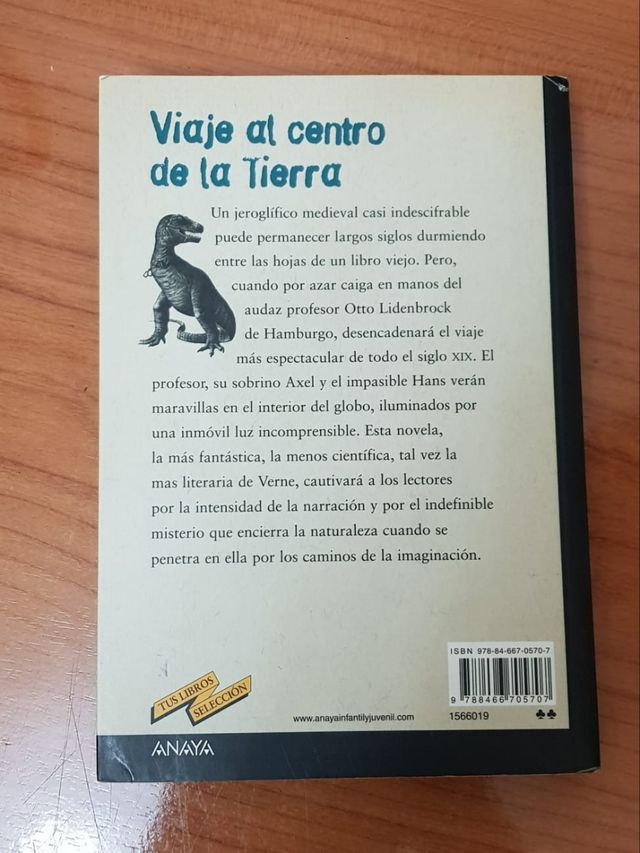 Viaje al centro
de la Tierra
Un jeroglífico medieval casi indescifrable
puede permanecer largos siglos durmiendo
entre las hojas de un libro viejo. Pero,
cuando por azar caiga en manos del
audaz profesor Otto Lidenbrock
de Hamburgo, desencadenará el viaje
más espectacular de todo el siglo XIX. El
profesor, su sobrino Axel y el impasible Hans verán
maravillas en el interior del globo, iluminados por
una inmóvil luz incomprensible. Esta novela,
la más fantástica, la menos científica, tal vez la
mas literaria de Verne, cautivará a los lectores
por la intensidad de la narración y por el indefinible
misterio que encierra la naturaleza cuando se
penetra en ella por los caminos de la imaginación.
ISBN 978-84-667-0570-7
9 788466 705707
TUS LIBROS
SELECCIÓN
www.anayainfantilyjuvenil.com
1566019
ANAYA